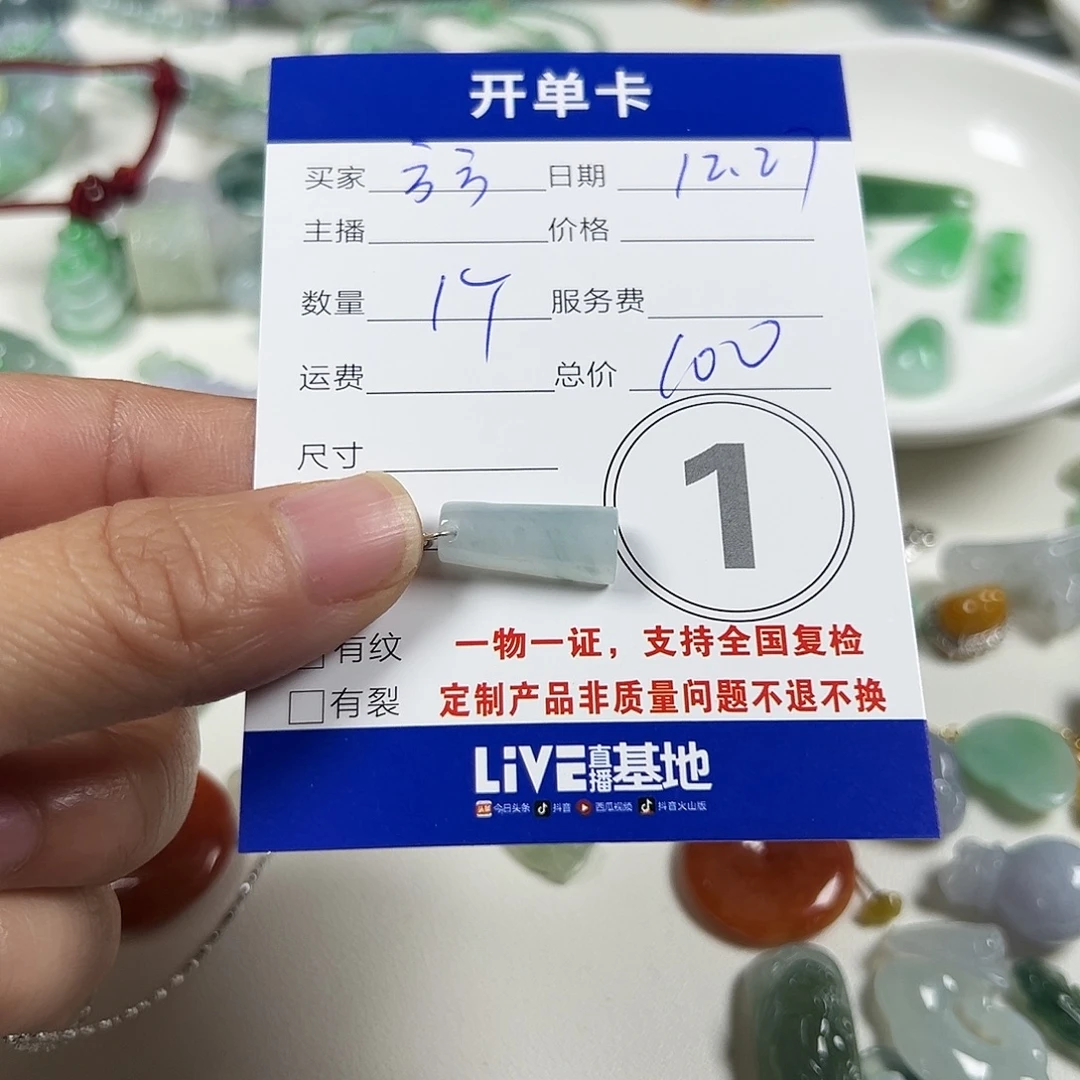 开单卡
买家 日期 12.27
主播 价格
数量 1个 服务费
运费 总价 100
尺寸
1
有纹 一物一证，支持全国复检
有裂 定制产品非质量问题不退不换
LiVE直播基地
头条 今日头条 抖音 西瓜视频 抖音火山版